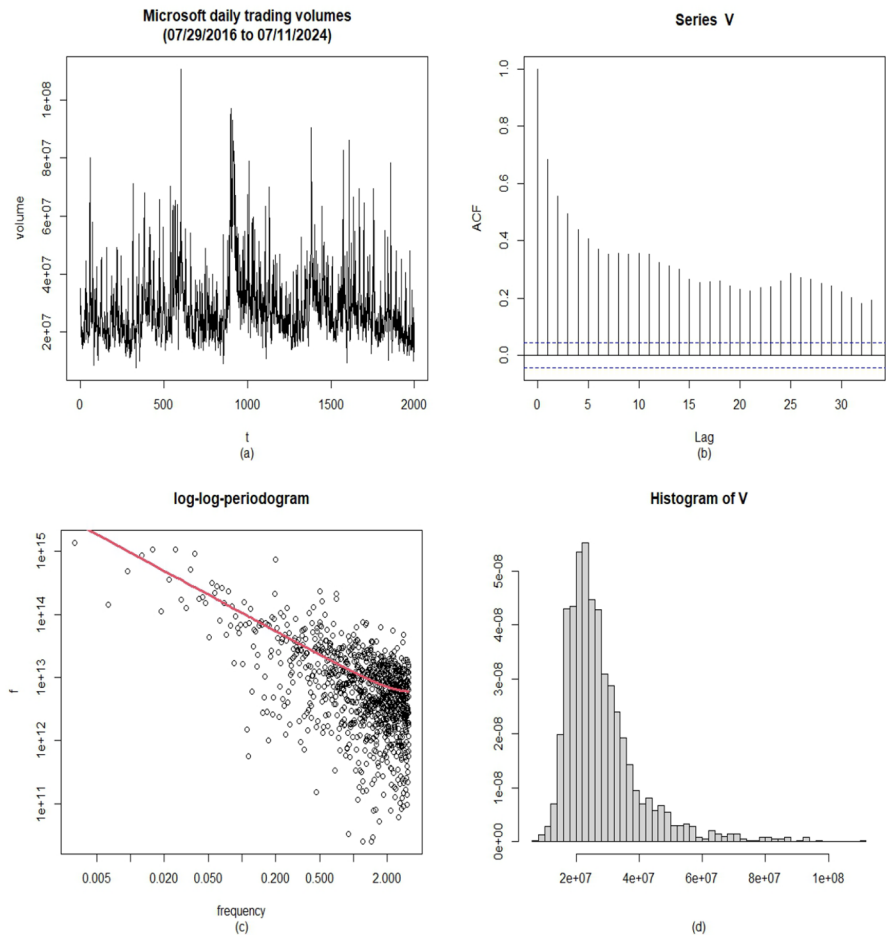 Microsoft daily trading volumes
(07/29/2016 to 07/11/2024)
volume
1e+08
8e+07
6e+07
4e+07
2e+07
0
500
1000
1500
2000
t
(a)
Series V
ACF
1.0
0.8
0.6
0.4
0.2
0.0
0
5
10
15
20
25
30
Lag
(b)
log-log-periodogram
f
1e+15
1e+14
1e+13
1e+12
1e+11
0.005
0.020
0.050
0.200
0.500
2.000
frequency
(c)
Histogram of V
5e-08
4e-08
3e-08
2e-08
1e-08
0e+00
2e+07
4e+07
6e+07
8e+07
1e+08
(d)